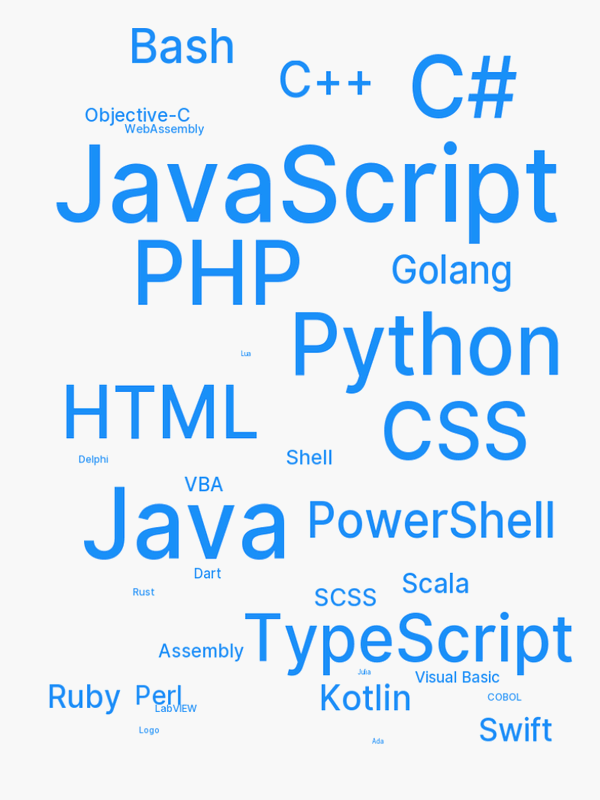 Bash
C++
C#
Objective-C
WebAssembly
JavaScript
PHP
Golang
Python
Lua
HTML
CSS
Delphi
Shell
VBA
Java
PowerShell
Dart
Rust
SCSS
Scala
TypeScript
Assembly
Julia
Visual Basic
Ruby
Perl
LabVIEW
Kotlin
COBOL
Logo
Swift
Ada